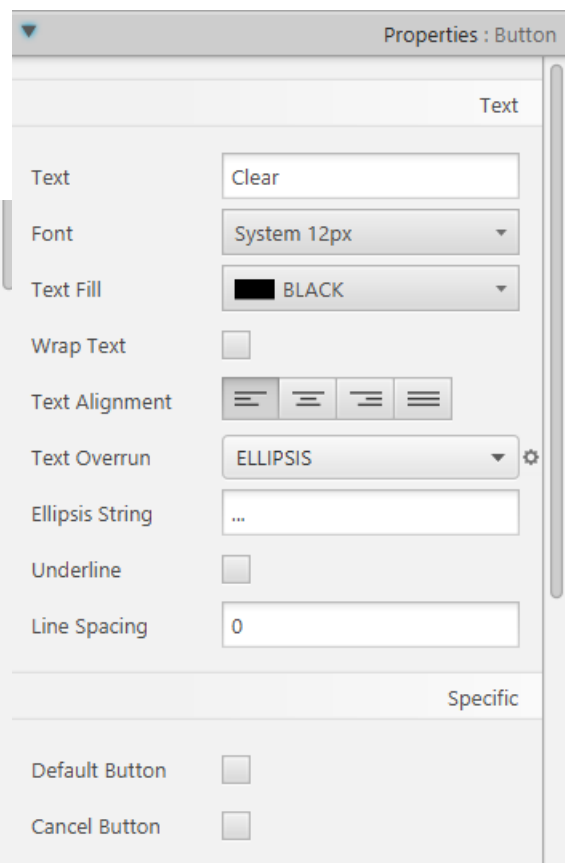 Properties : Button
Text
Text Clear
Font System 12px
Text Fill BLACK
Wrap Text
Text Alignment
Text Overrun ELLIPSIS
Ellipsis String ...
Underline
Line Spacing 0
Specific
Default Button
Cancel Button